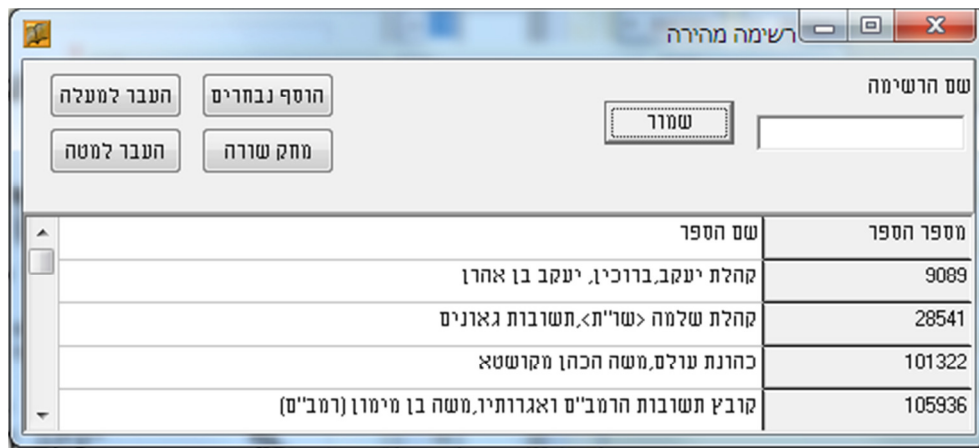 רשימה מהירה
שם הרשימה
שמור
הוסף נבחרים
העבר למעלה
מחק שורה
העבר למטה
מספר הספר שם הספר
9089 קהלת יעקב,ברוכין, יעקב בן אהרן
28541 קהלת שלמה <שו"ת>,תשובות גאונים
101322 כהונת עולם,משה הכהן מקושטא
105936 קובץ תשובות הרמב"ם ואגרותיו,משה בן מימון (רמב"ם)